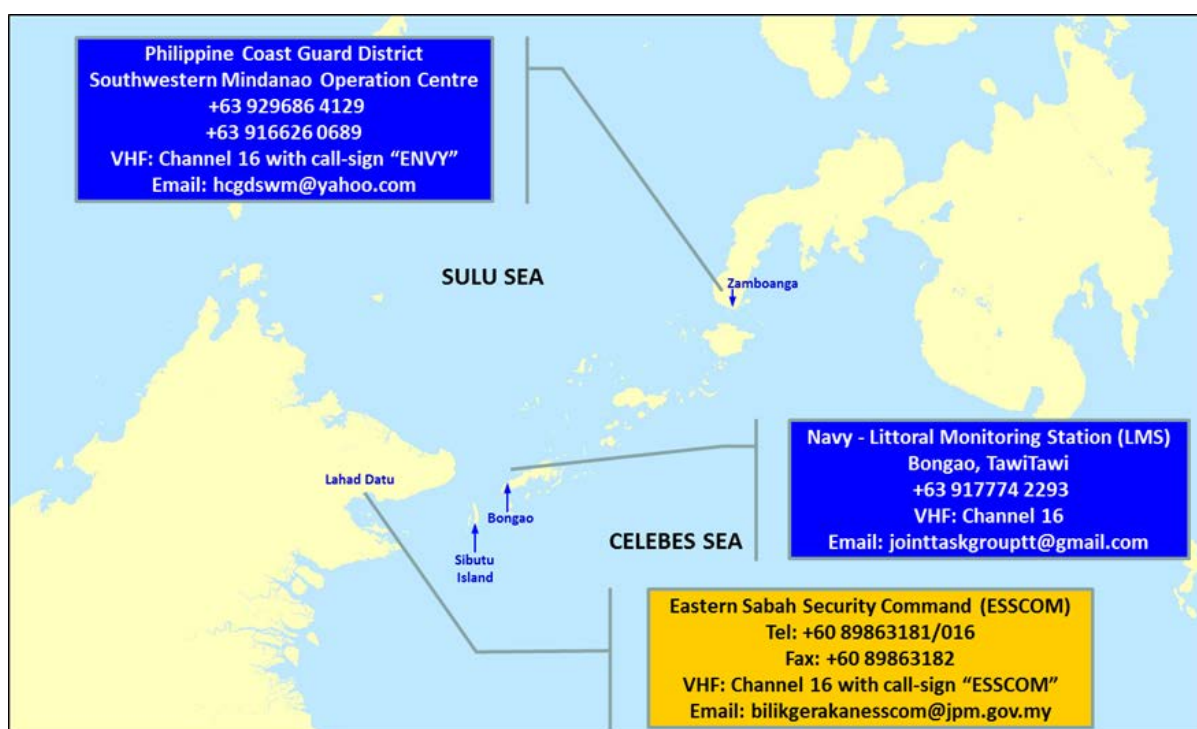 Philippine Coast Guard District
Southwestern Mindanao Operation Centre
+63 929686 4129
+63 916626 0689
VHF: Channel 16 with call-sign “ENVY”
Email: hcgdswm@yahoo.com
SULU SEA
Zamboanga
Navy - Littoral Monitoring Station (LMS)
Bongao, TawiTawi
+63 917774 2293
VHF: Channel 16
Email: jointtaskgrouptt@gmail.com
Lahad Datu
Bongao
Sibutu
Island
CELEBES SEA
Eastern Sabah Security Command (ESSCOM)
Tel: +60 89863181/016
Fax: +60 89863182
VHF: Channel 16 with call-sign “ESSCOM”
Email: bilikgerakanesscom@jpm.gov.my